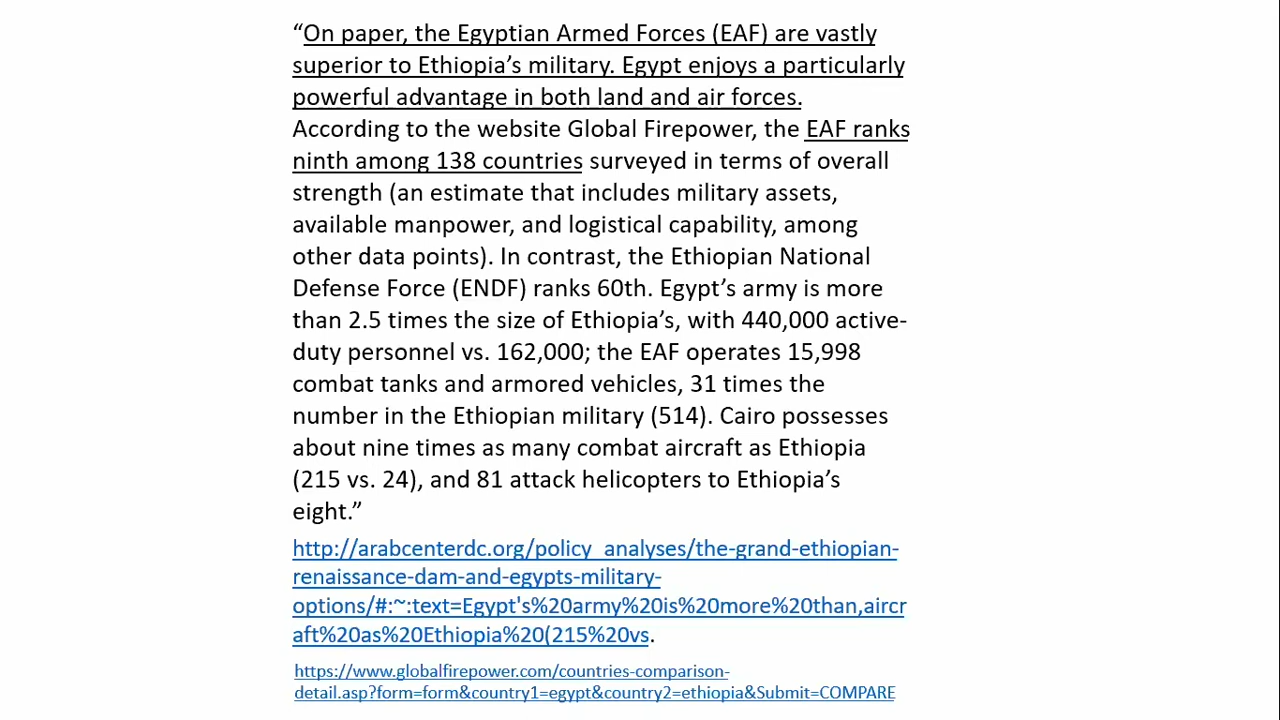 “On paper, the Egyptian Armed Forces (EAF) are vastly
superior to Ethiopia’s military. Egypt enjoys a particularly
powerful advantage in both land and air forces.
According to the website Global Firepower, the EAF ranks
ninth among 138 countries surveyed in terms of overall
strength (an estimate that includes military assets,
available manpower, and logistical capability, among
other data points). In contrast, the Ethiopian National
Defense Force (ENDF) ranks 60th. Egypt’s army is more
than 2.5 times the size of Ethiopia’s, with 440,000 active-
duty personnel vs. 162,000; the EAF operates 15,998
combat tanks and armored vehicles, 31 times the
number in the Ethiopian military (514). Cairo possesses
about nine times as many combat aircraft as Ethiopia
(215 vs. 24), and 81 attack helicopters to Ethiopia’s
eight.”
http://arabcenterdc.org/policy_analyses/the-grand-ethiopian-
renaissance-dam-and-egypts-military-
options/#:~:text=Egypt's%20army%20is%20more%20than,aircr
aft%20as%20Ethiopia%20(215%20vs.
https://www.globalfirepower.com/countries-comparison-
detail.asp?form=form&country1=egypt&country2=ethiopia&Submit=COMPARE